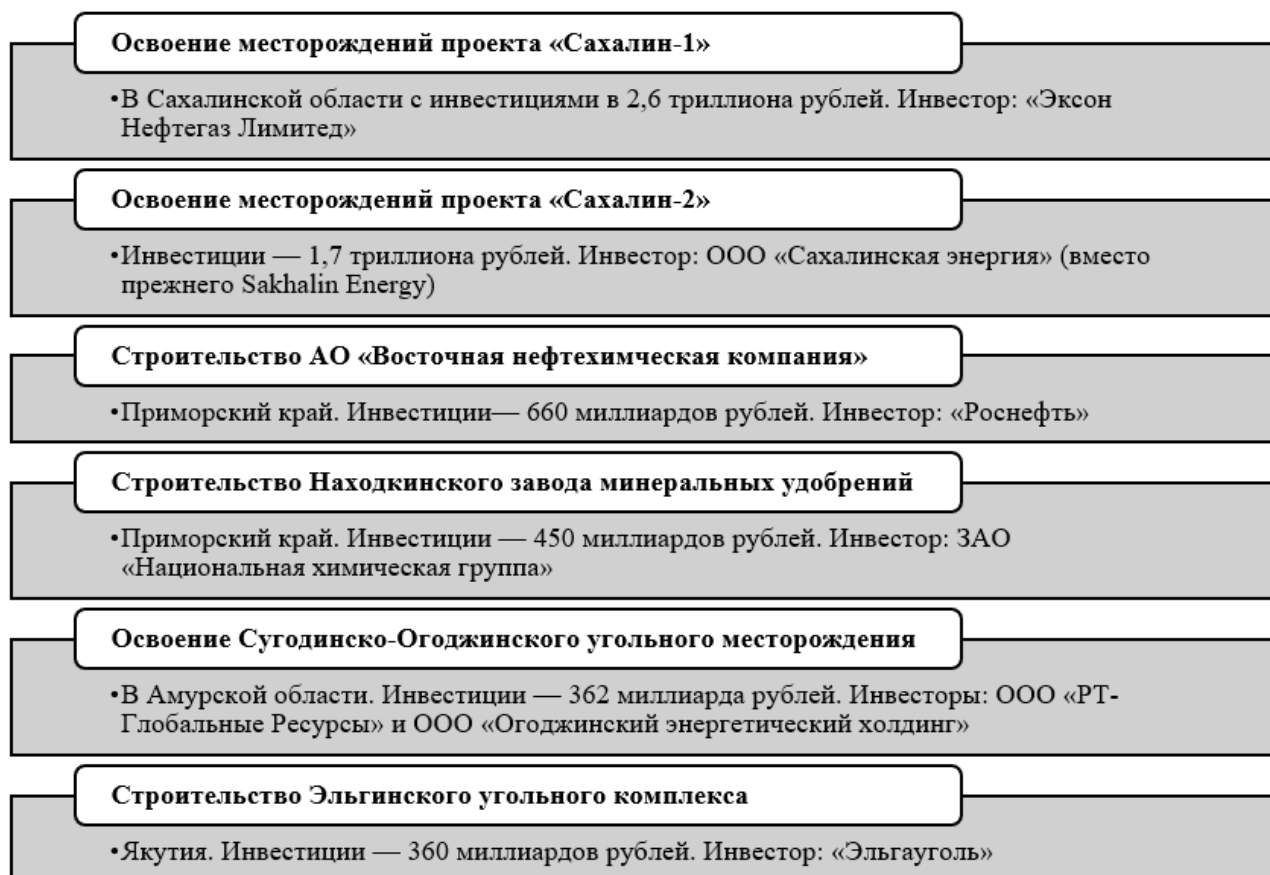 Освоение месторождений проекта «Сахалин-1»
•В Сахалинской области с инвестициями в 2,6 триллиона рублей. Инвестор: «Эксон
Нефтегаз Лимитед»
Освоение месторождений проекта «Сахалин-2»
•Инвестиции — 1,7 триллиона рублей. Инвестор: ООО «Сахалинская энергия» (вместо
прежнего Sakhalin Energy)
Строительство АО «Восточная нефтехимческая компания»
•Приморский край. Инвестиции— 660 миллиардов рублей. Инвестор: «Роснефть»
Строительство Находкинского завода минеральных удобрений
•Приморский край. Инвестиции — 450 миллиардов рублей. Инвестор: ЗАО
«Национальная химическая группа»
Освоение Сугодинско-Огоджинского угольного месторождения
•В Амурской области. Инвестиции — 362 миллиарда рублей. Инвесторы: ООО «РТ-
Глобальные Ресурсы» и ООО «Огоджинский энергетический холдинг»
Строительство Эльгинского угольного комплекса
•Якутия. Инвестиции — 360 миллиардов рублей. Инвестор: «Эльгауголь»